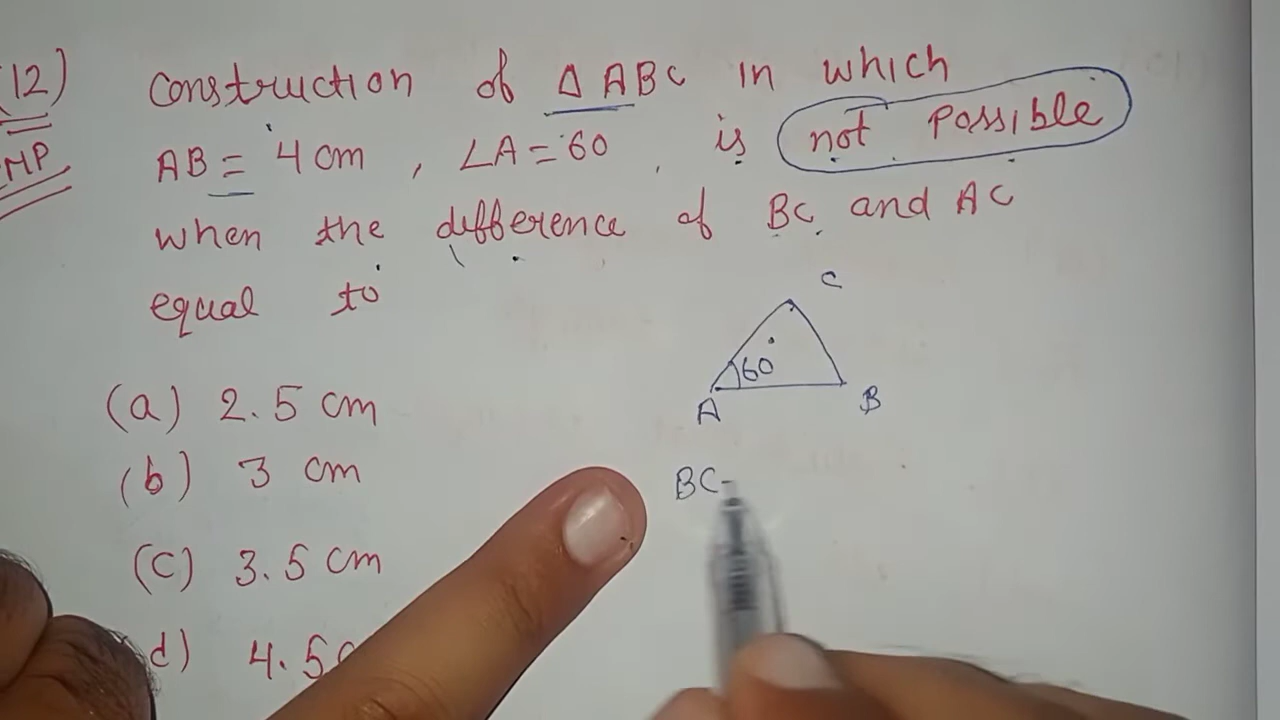 (12) construction of Δ ABC in which
IMP AB = 4 cm , ∠A = 60 is not possible
when the difference of BC and AC
equal to
C
60°
A B
(a) 2.5 cm
(b) 3 cm
BC-
(c) 3.5 cm
d) 4.5